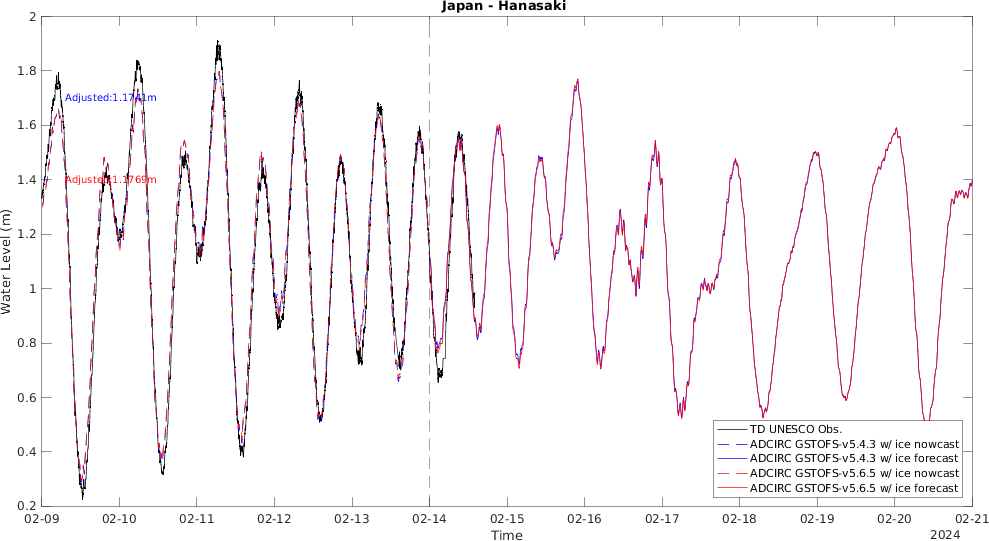 Japan - Hanasaki
2
1.8
1.6
1.4
1.2
1
0.8
0.6
0.4
0.2
Water Level (m)
Adjusted:1.1741m
Adjusted:1.1769m
TD UNESCO Obs.
ADCIRC GSTOFS-v5.4.3 w/ ice nowcast
ADCIRC GSTOFS-v5.4.3 w/ ice forecast
ADCIRC GSTOFS-v5.6.5 w/ ice nowcast
ADCIRC GSTOFS-v5.6.5 w/ ice forecast
02-09 02-10 02-11 02-12 02-13 02-14 02-15 02-16 02-17 02-18 02-19 02-20 02-21
Time
2024